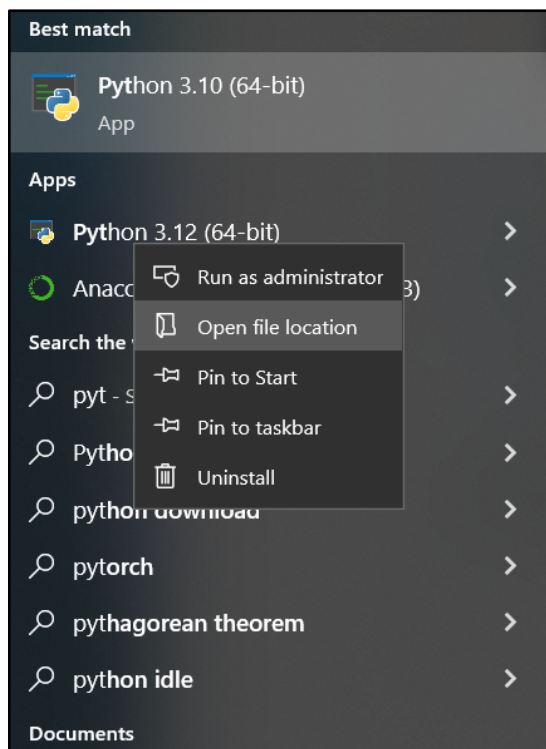 Best match
Python 3.10 (64-bit)
App
Apps
Python 3.12 (64-bit)
Run as administrator
Anacc 3)
Open file location
Search the
Pin to Start
pyt - S
Pin to taskbar
Pytho
Uninstall
python download
pytorch
pythagorean theorem
python idle
Documents